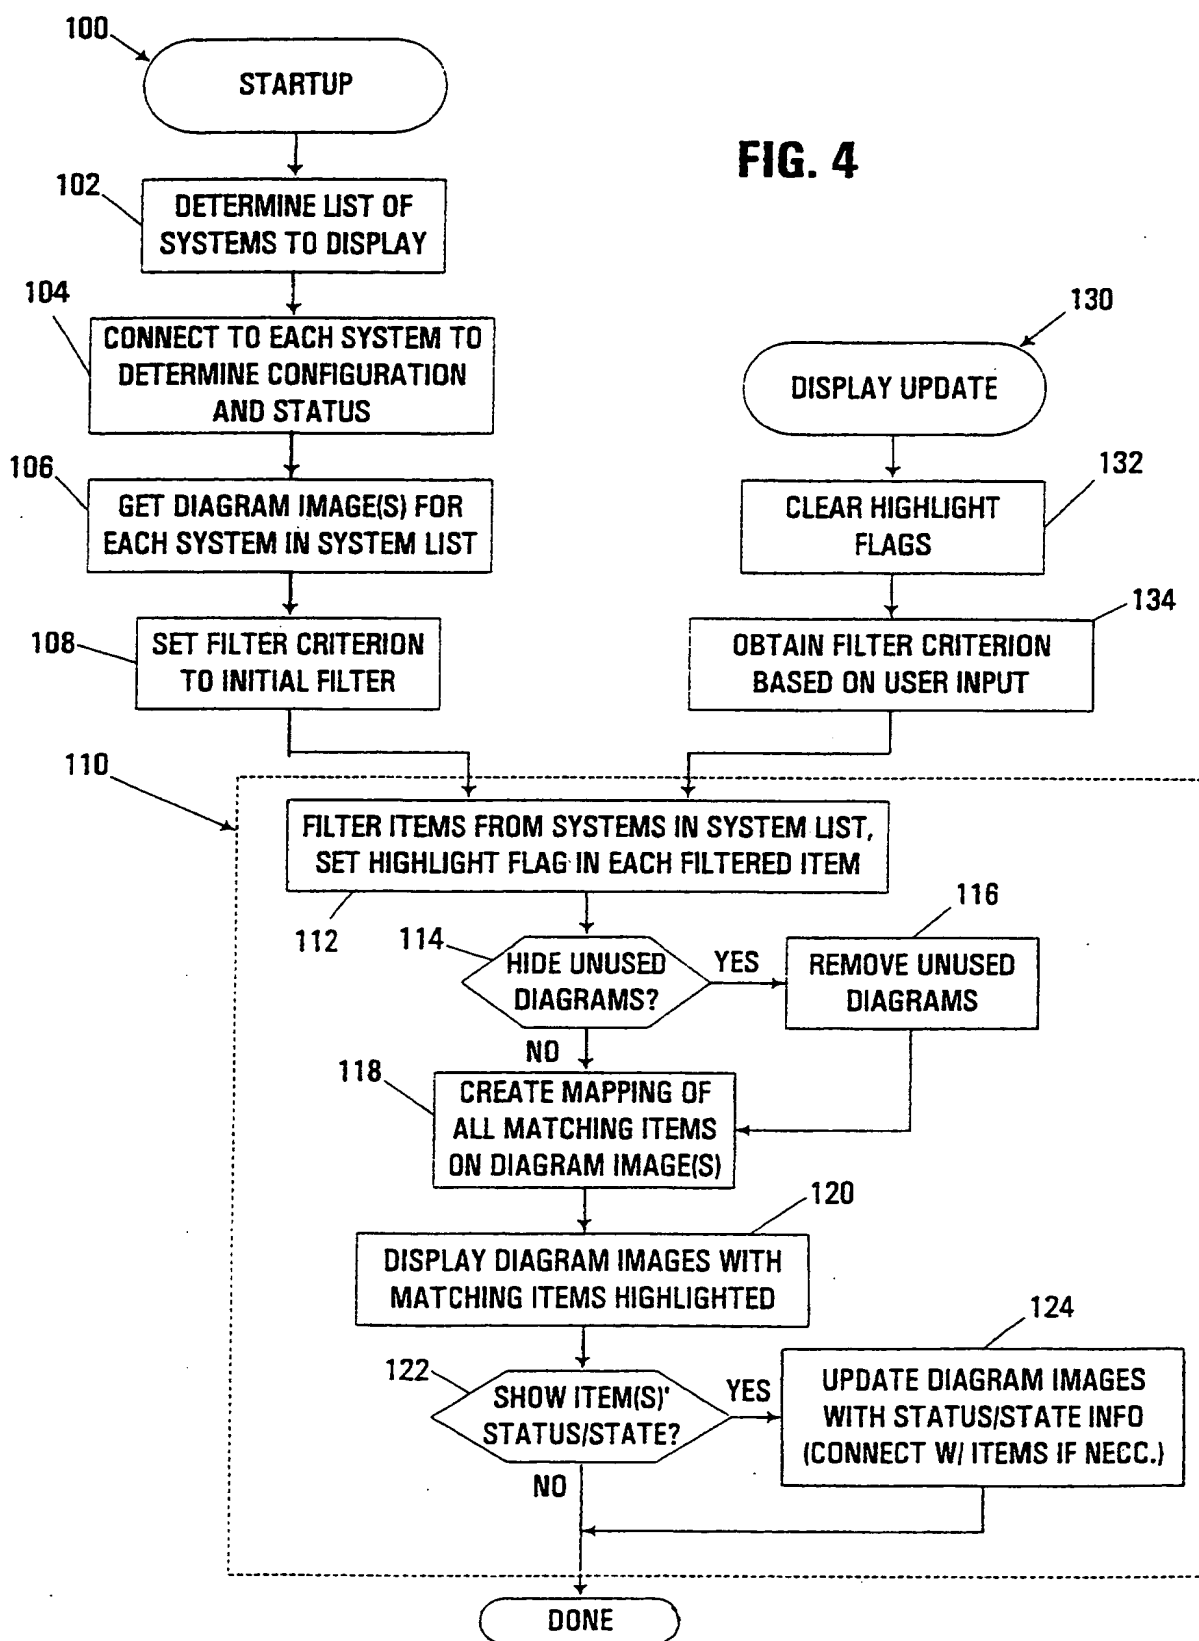 100
STARTUP
FIG. 4
102
DETERMINE LIST OF
SYSTEMS TO DISPLAY
104
CONNECT TO EACH SYSTEM TO
DETERMINE CONFIGURATION
AND STATUS
130
DISPLAY UPDATE
106
GET DIAGRAM IMAGE(S) FOR
EACH SYSTEM IN SYSTEM LIST
132
CLEAR HIGHLIGHT
FLAGS
108
SET FILTER CRITERION
TO INITIAL FILTER
134
OBTAIN FILTER CRITERION
BASED ON USER INPUT
110
FILTER ITEMS FROM SYSTEMS IN SYSTEM LIST,
SET HIGHLIGHT FLAG IN EACH FILTERED ITEM
112
114
HIDE UNUSED
DIAGRAMS?
YES
116
REMOVE UNUSED
DIAGRAMS
NO
118
CREATE MAPPING OF
ALL MATCHING ITEMS
ON DIAGRAM IMAGE(S)
120
DISPLAY DIAGRAM IMAGES WITH
MATCHING ITEMS HIGHLIGHTED
122
SHOW ITEM(S)'
STATUS/STATE?
YES
124
UPDATE DIAGRAM IMAGES
WITH STATUS/STATE INFO
(CONNECT W/ ITEMS IF NECC.)
NO
DONE